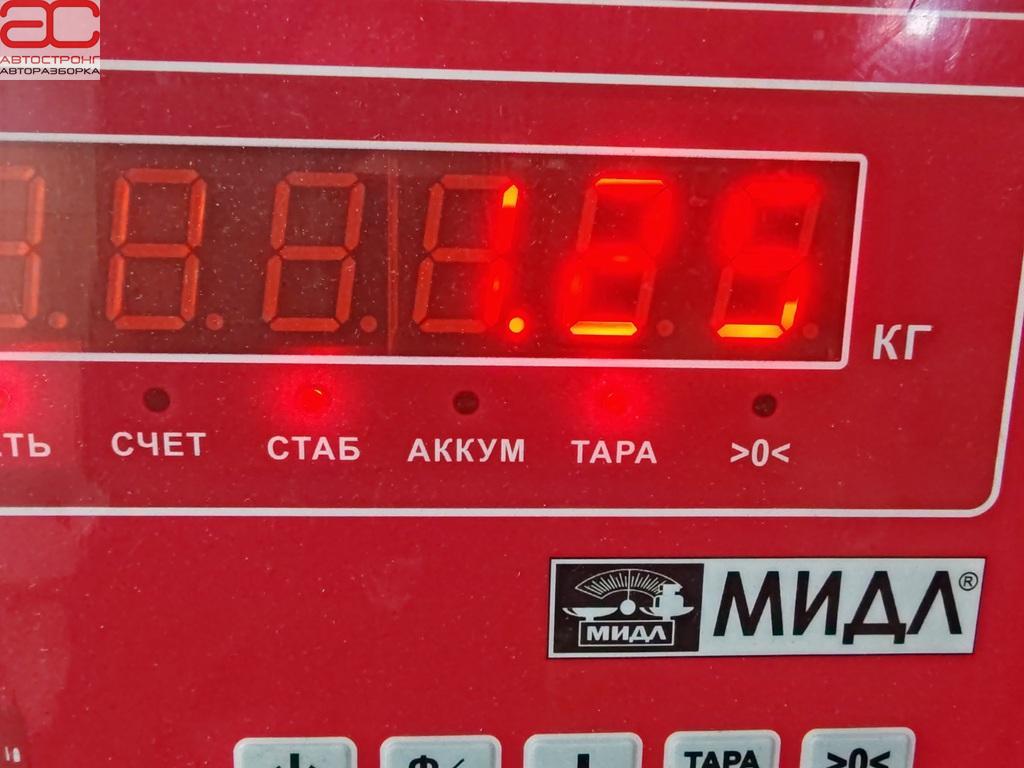 АС
АВТОСТРОНГ
АВТОРАЗБОРКА
КГ
СЧЕТ СТАБ АККУМ ТАРА >0<
МИДЛ МИДЛ®
ТАРА >0<